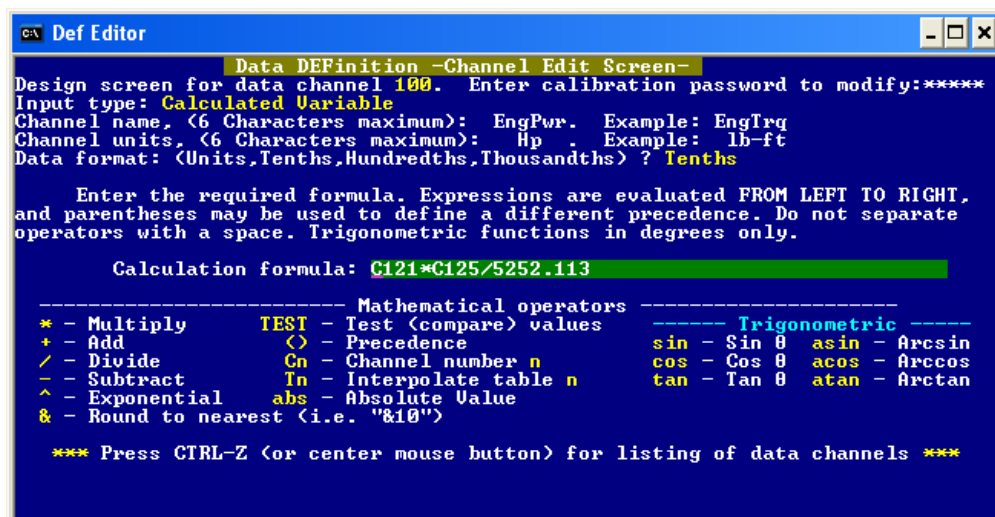 Def Editor
Data DEFinition -Channel Edit Screen-
Design screen for data channel 100. Enter calibration password to modify:*****
Input type: Calculated Variable
Channel name, (6 Characters maximum): EngPwr. Example: EngTrq
Channel units, (6 Characters maximum): Hp . Example: lb-ft
Data format: (Units,Tenths,Hundredths,Thousandths) ? Tenths
Enter the required formula. Expressions are evaluated FROM LEFT TO RIGHT,
and parentheses may be used to define a different precedence. Do not separate
operators with a space. Trigonometric functions in degrees only.
Calculation formula: C121*C125/5252.113
------------------------- Mathematical operators ---------------------
* - Multiply TEST - Test (compare) values ------ Trigonometric -----
+ - Add () - Precedence sin - Sin θ asin - Arcsin
/ - Divide Cn - Channel number n cos - Cos θ acos - Arccos
- - Subtract Tn - Interpolate table n tan - Tan θ atan - Arctan
^ - Exponential abs - Absolute Value
& - Round to nearest (i.e. "&10")
*** Press CTRL-Z (or center mouse button) for listing of data channels ***